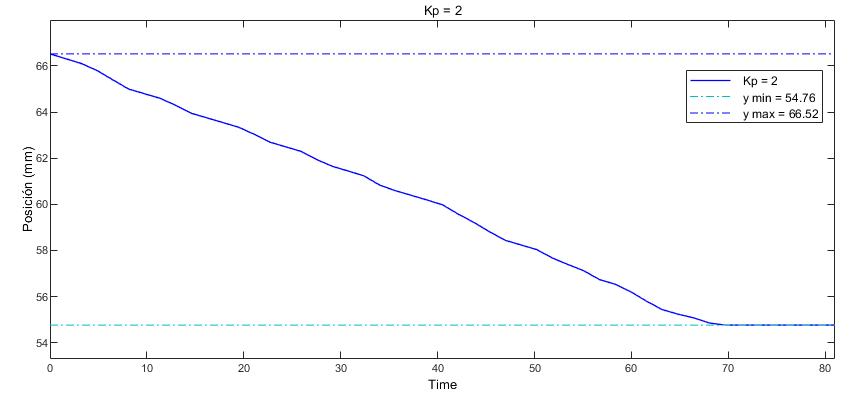 Kp = 2
Posición (mm)
66
64
62
60
58
56
54
Kp = 2
y min = 54.76
y max = 66.52
0 10 20 30 40 50 60 70 80
Time